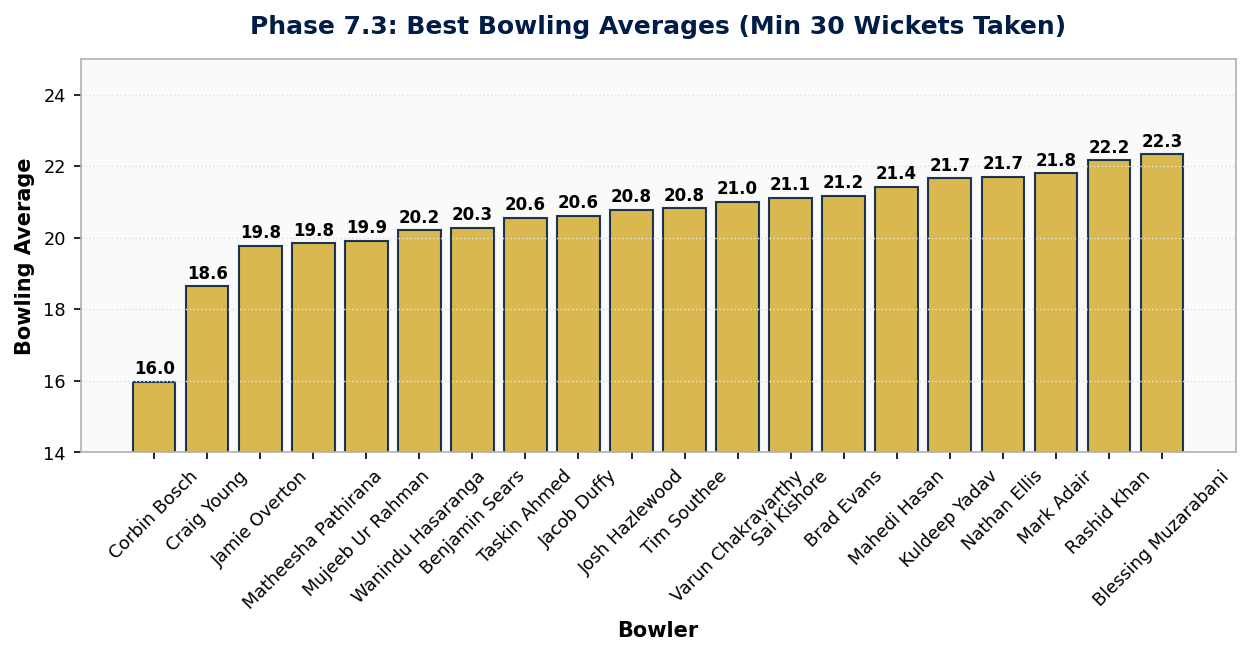 Phase 7.3: Best Bowling Averages (Min 30 Wickets Taken)
Bowling Average
24
22
20
18
16
14
16.0
18.6
19.8
19.8
19.9
20.2
20.3
20.6
20.6
20.8
20.8
21.0
21.1
21.2
21.4
21.7
21.7
21.8
22.2
22.3
Corbin Bosch
Craig Young
Jamie Overton
Matheesha Pathirana
Mujeeb Ur Rahman
Wanindu Hasaranga
Benjamin Sears
Taskin Ahmed
Jacob Duffy
Josh Hazlewood
Tim Southee
Varun Chakravarthy
Sai Kishore
Brad Evans
Mahedi Hasan
Kuldeep Yadav
Nathan Ellis
Mark Adair
Rashid Khan
Blessing Muzarabani
Bowler